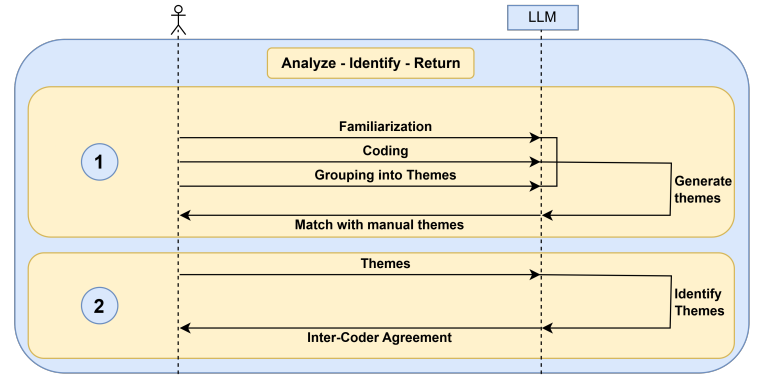 LLM
Analyze - Identify - Return
1
Familiarization
Coding
Grouping into Themes
Generate
themes
Match with manual themes
2
Themes
Identify
Themes
Inter-Coder Agreement